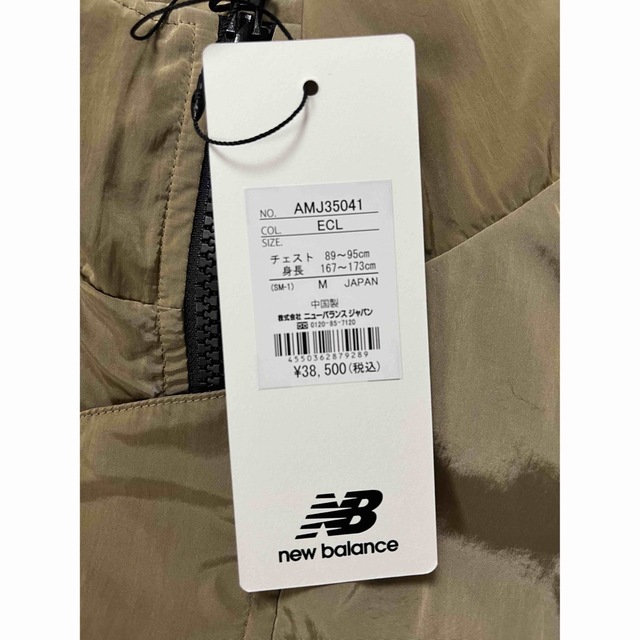 NO. AMJ35041
COL. ECL
SIZE.
チェスト 89〜95cm
身長 167〜173cm
(SM-1) M JAPAN
中国製
株式会社 ニューバランス ジャパン
0120-85-7120
4550362879289
¥38,500(税込)
NB
new balance